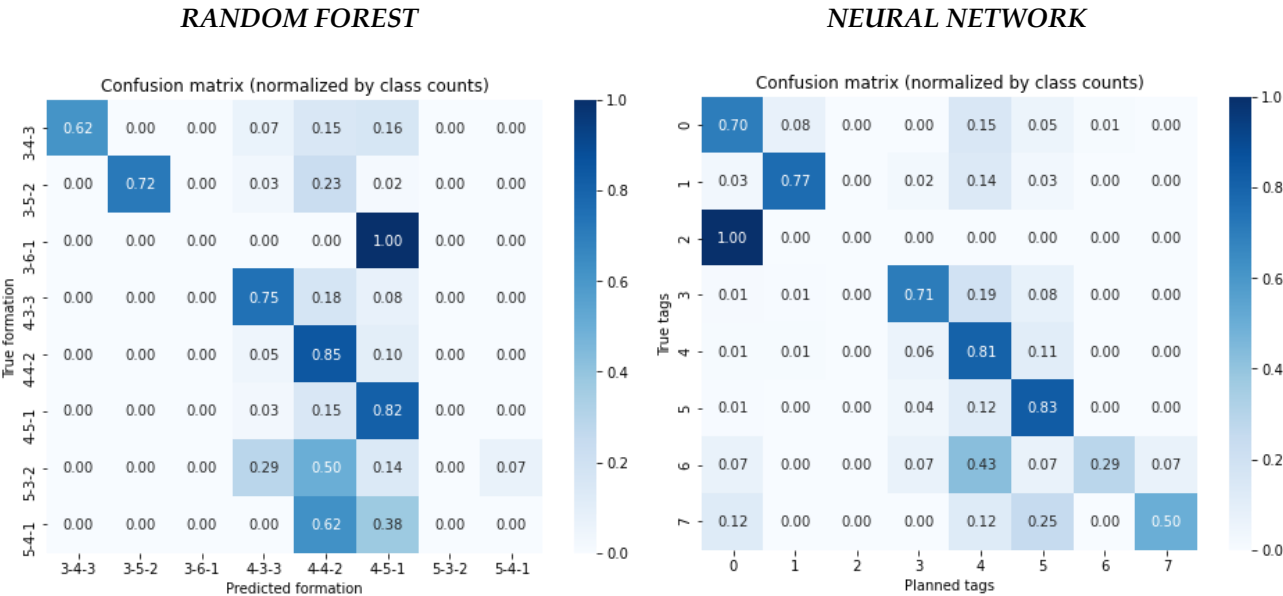 RANDOM FOREST
Confusion matrix (normalized by class counts)
3-4-3 0.62 0.00 0.00 0.07 0.15 0.16 0.00 0.00
3-5-2 0.00 0.72 0.00 0.03 0.23 0.02 0.00 0.00
3-6-1 0.00 0.00 0.00 0.00 0.00 1.00 0.00 0.00
4-3-3 0.00 0.00 0.00 0.75 0.18 0.08 0.00 0.00
4-4-2 0.00 0.00 0.00 0.05 0.85 0.10 0.00 0.00
4-5-1 0.00 0.00 0.00 0.03 0.15 0.82 0.00 0.00
5-3-2 0.00 0.00 0.00 0.29 0.50 0.14 0.00 0.07
5-4-1 0.00 0.00 0.00 0.00 0.62 0.38 0.00 0.00
3-4-3 3-5-2 3-6-1 4-3-3 4-4-2 4-5-1 5-3-2 5-4-1
True formation
Predicted formation
1.0
0.8
0.6
0.4
0.2
0.0
NEURAL NETWORK
Confusion matrix (normalized by class counts)
0 0.70 0.08 0.00 0.00 0.15 0.05 0.01 0.00
1 0.03 0.77 0.00 0.02 0.14 0.03 0.00 0.00
2 1.00 0.00 0.00 0.00 0.00 0.00 0.00 0.00
3 0.01 0.01 0.00 0.71 0.19 0.08 0.00 0.00
4 0.01 0.01 0.00 0.06 0.81 0.11 0.00 0.00
5 0.01 0.00 0.00 0.04 0.12 0.83 0.00 0.00
6 0.07 0.00 0.00 0.07 0.43 0.07 0.29 0.07
7 0.12 0.00 0.00 0.00 0.12 0.25 0.00 0.50
0 1 2 3 4 5 6 7
True tags
Planned tags
1.0
0.8
0.6
0.4
0.2
0.0